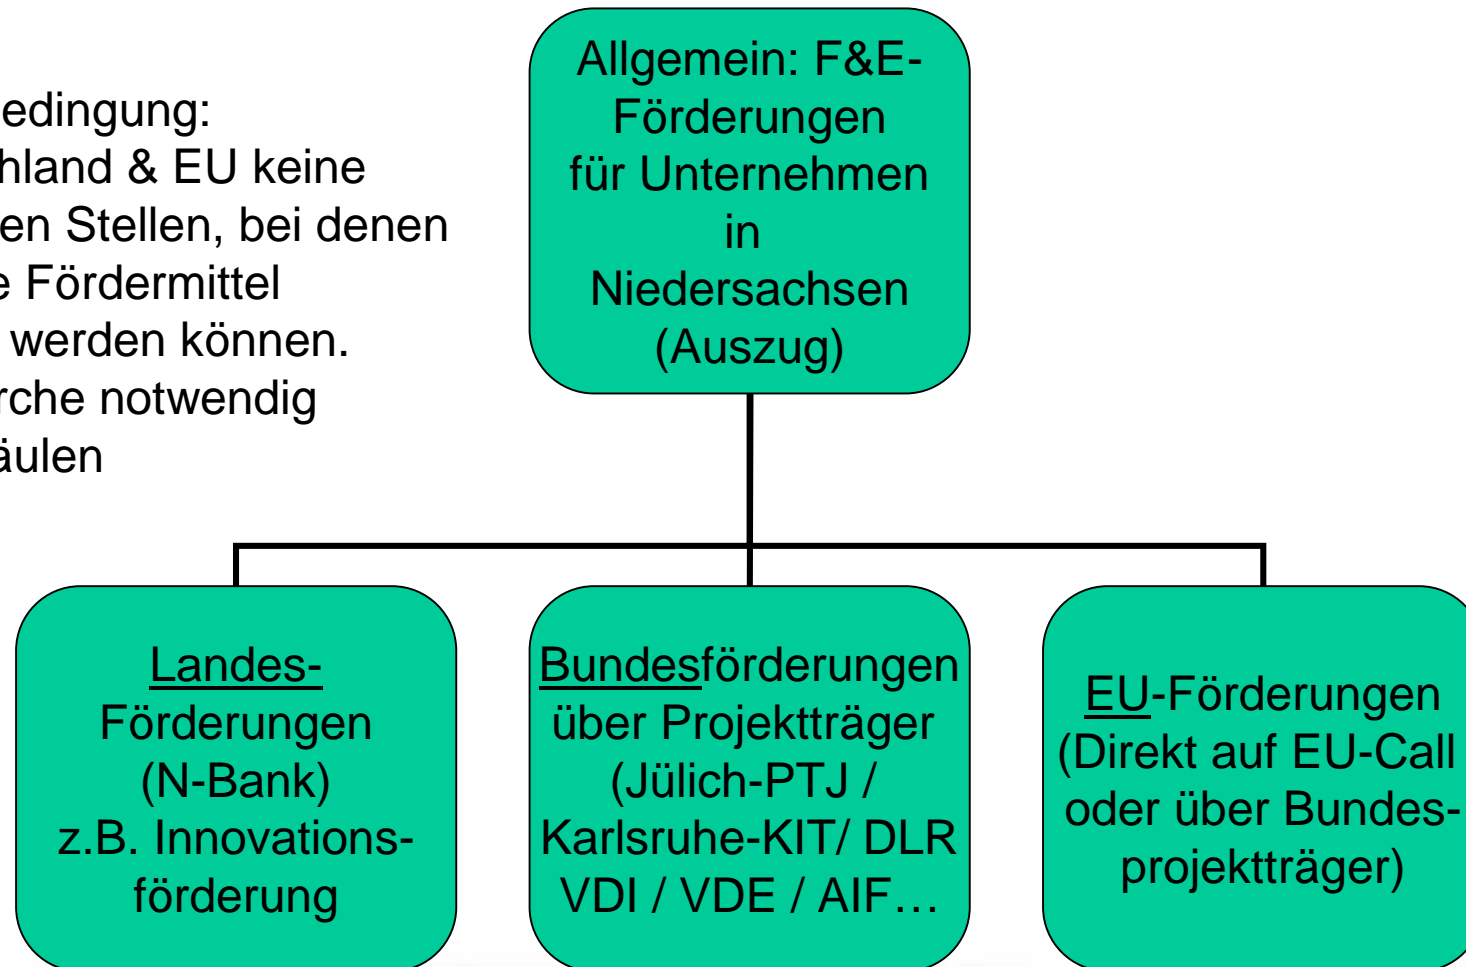 Allgemein: F&E-
Förderungen
für Unternehmen
in
Niedersachsen
(Auszug)
edingung:
hland & EU keine
en Stellen, bei denen
e Fördermittel
werden können.
rche notwendig
äulen
Landes-
Förderungen
(N-Bank)
z.B. Innovations-
förderung
Bundesförderungen
über Projektträger
(Jülich-PTJ /
Karlsruhe-KIT/ DLR
VDI / VDE / AIF…
EU-Förderungen
(Direkt auf EU-Call
oder über Bundes-
projektträger)